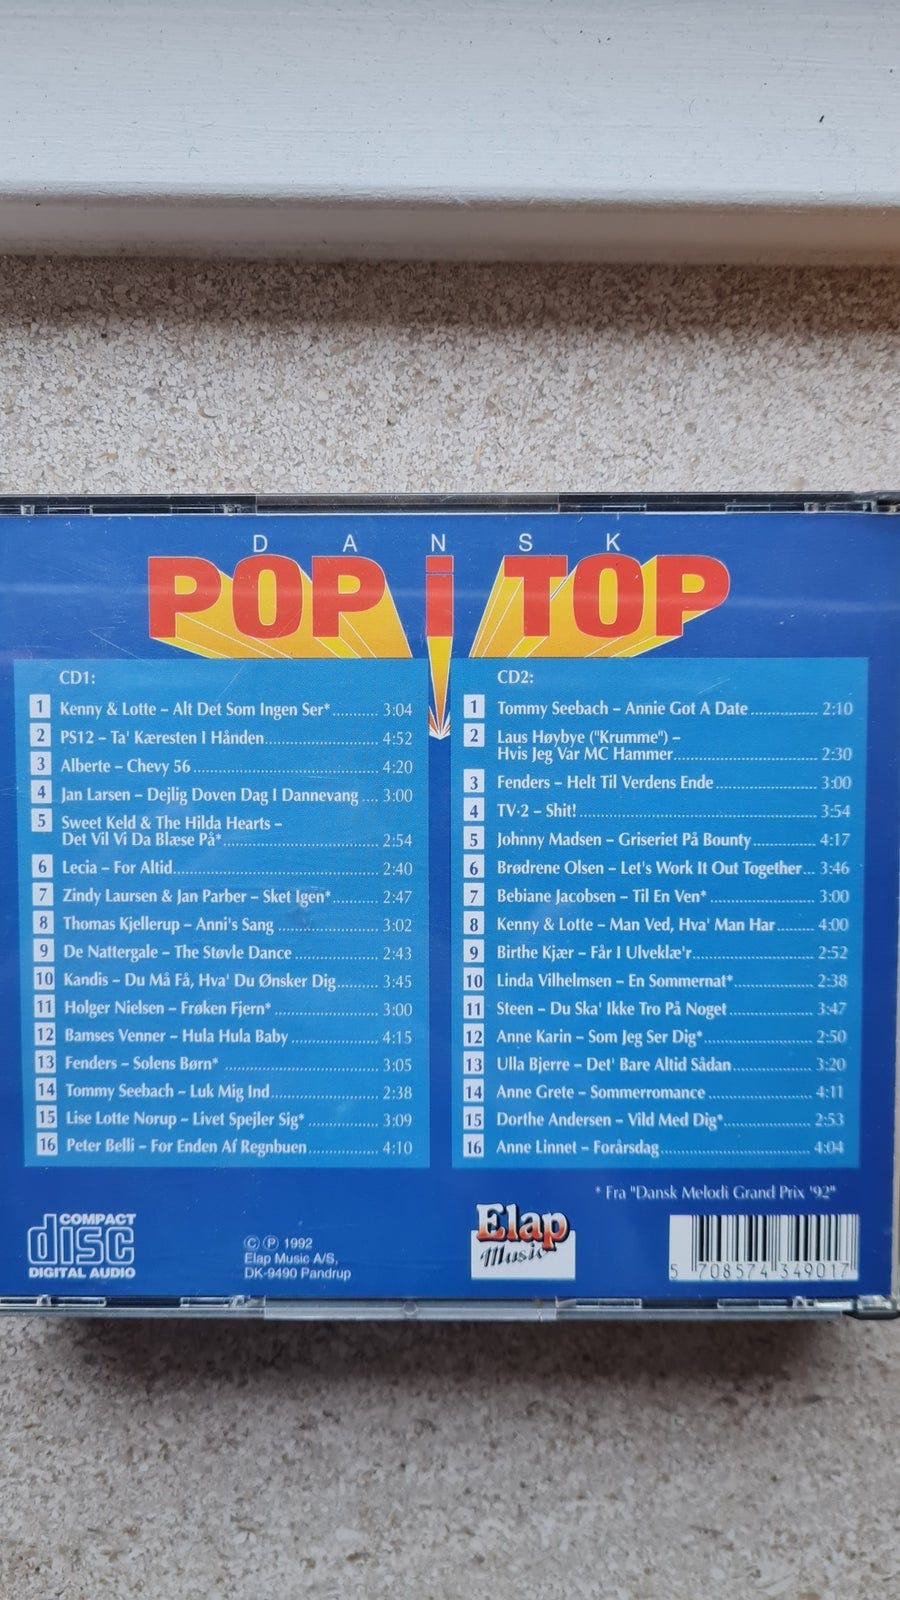 DANSK
POP i TOP
CD1:
1 Kenny & Lotte – Alt Det Som Ingen Ser*.......... 3:04
2 PS12 – Ta' Kæresten I Hånden......................... 4:52
3 Alberte – Chevy 56......................................... 4:20
4 Jan Larsen – Dejlig Doven Dag I Dannevang .... 3:00
5 Sweet Keld & The Hilda Hearts –
Det Vil Vi Da Blæse På*................................... 2:54
6 Lecia – For Altid............................................. 2:40
7 Zindy Laursen & Jan Parber – Sket Igen*.......... 2:47
8 Thomas Kjellerup – Anni's Sang ....................... 3:02
9 De Nattergale – The Støvle Dance ................... 2:43
10 Kandis – Du Må Få, Hva' Du Ønsker Dig......... 3:45
11 Holger Nielsen – Frøken Fjern*....................... 3:00
12 Bamses Venner – Hula Hula Baby ................... 4:15
13 Fenders – Solens Børn*................................... 3:05
14 Tommy Seebach – Luk Mig Ind....................... 2:38
15 Lise Lotte Norup – Livet Spejler Sig* .............. 3:09
16 Peter Belli – For Enden Af Regnbuen............... 4:10
CD2:
1 Tommy Seebach – Annie Got A Date .............. 2:10
2 Laus Høybye ("Krumme") –
Hvis Jeg Var MC Hammer.............................. 2:30
3 Fenders – Helt Til Verdens Ende ..................... 3:00
4 TV·2 – Shit! .................................................. 3:54
5 Johnny Madsen – Griseriet På Bounty.............. 4:17
6 Brødrene Olsen – Let's Work It Out Together... 3:46
7 Bebiane Jacobsen – Til En Ven* ...................... 3:00
8 Kenny & Lotte – Man Ved, Hva' Man Har ........ 4:00
9 Birthe Kjær – Får I Ulveklæ'r........................... 2:52
10 Linda Vilhelmsen – En Sommernat*................. 2:38
11 Steen – Du Ska' Ikke Tro På Noget .................. 3:47
12 Anne Karin – Som Jeg Ser Dig*....................... 2:50
13 Ulla Bjerre – Det' Bare Altid Sådan.................. 3:20
14 Anne Grete – Sommerromance ...................... 4:11
15 Dorthe Andersen – Vild Med Dig*................... 2:53
16 Anne Linnet – Forårsdag ................................ 4:04
* Fra "Dansk Melodi Grand Prix '92"
COMPACT
disc
DIGITAL AUDIO
© ℗ 1992
Elap Music A/S,
DK-9490 Pandrup
Elap
Music
5 708574 349017